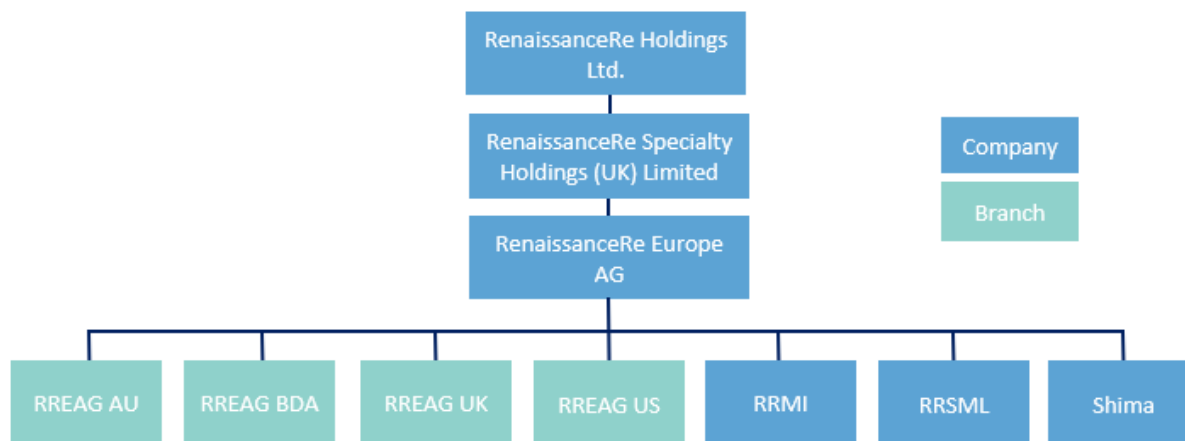 RenaissanceRe Holdings
Ltd.
RenaissanceRe Specialty
Holdings (UK) Limited
Company
Branch
RenaissanceRe Europe
AG
RREAG AU
RREAG BDA
RREAG UK
RREAG US
RRMI
RRSML
Shima